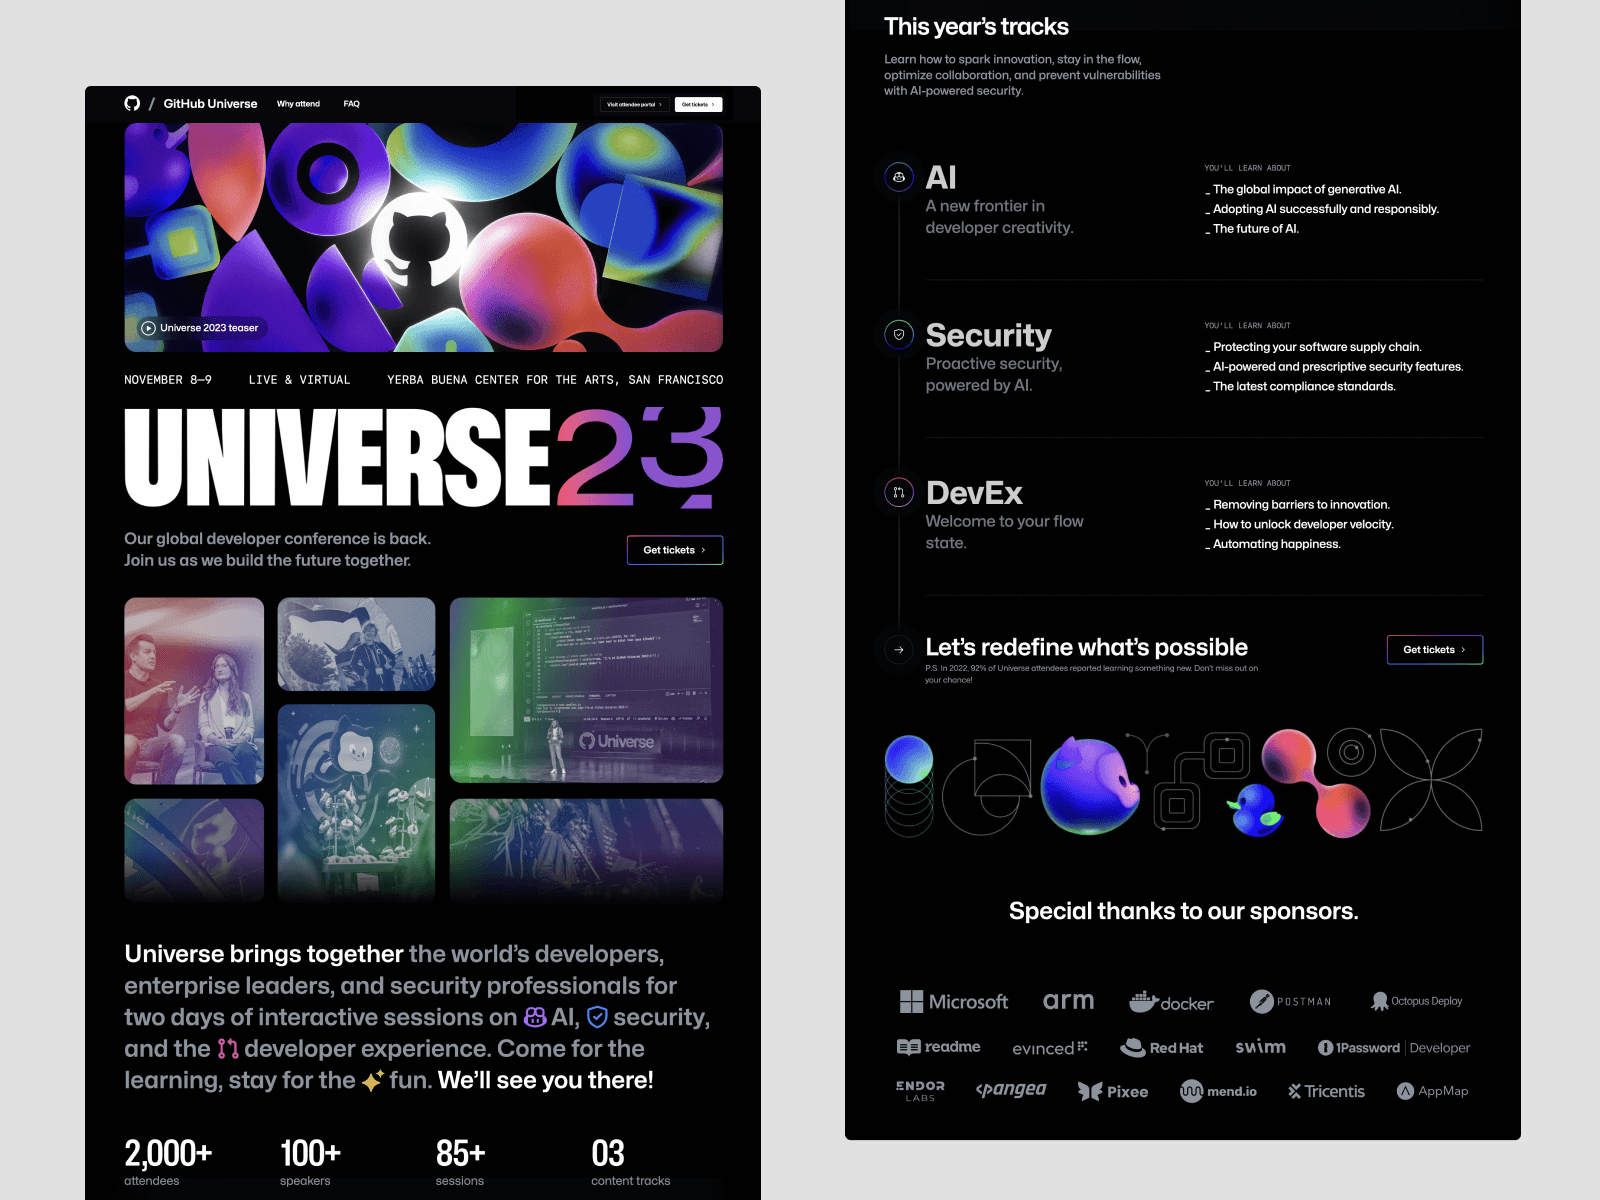 GitHub Universe
Why attend
FAQ
Visit attendee portal
Get tickets
Universe 2023 teaser
NOVEMBER 8—9
LIVE & VIRTUAL
YERBA BUENA CENTER FOR THE ARTS, SAN FRANCISCO
UNIVERSE23
Our global developer conference is back.
Join us as we build the future together.
Get tickets
Universe
Universe brings together the world's developers,
enterprise leaders, and security professionals for
two days of interactive sessions on AI, security,
and the developer experience. Come for the
learning, stay for the fun. We'll see you there!
2,000+
attendees
100+
speakers
85+
sessions
03
content tracks
This year's tracks
Learn how to spark innovation, stay in the flow,
optimize collaboration, and prevent vulnerabilities
with AI-powered security.
AI
A new frontier in
developer creativity.
YOU'LL LEARN ABOUT
_ The global impact of generative AI.
_ Adopting AI successfully and responsibly.
_ The future of AI.
Security
Proactive security,
powered by AI.
YOU'LL LEARN ABOUT
_ Protecting your software supply chain.
_ AI-powered and prescriptive security features.
_ The latest compliance standards.
DevEx
Welcome to your flow
state.
YOU'LL LEARN ABOUT
_ Removing barriers to innovation.
_ How to unlock developer velocity.
_ Automating happiness.
Let's redefine what's possible
P.S. In 2022, 92% of Universe attendees reported learning something new. Don't miss out on
your chance!
Get tickets
Special thanks to our sponsors.
Microsoft
arm
docker
POSTMAN
Octopus Deploy
readme
evinced
Red Hat
swimm
1Password | Developer
ENDOR
LABS
pangea
Pixee
mend.io
Tricentis
AppMap